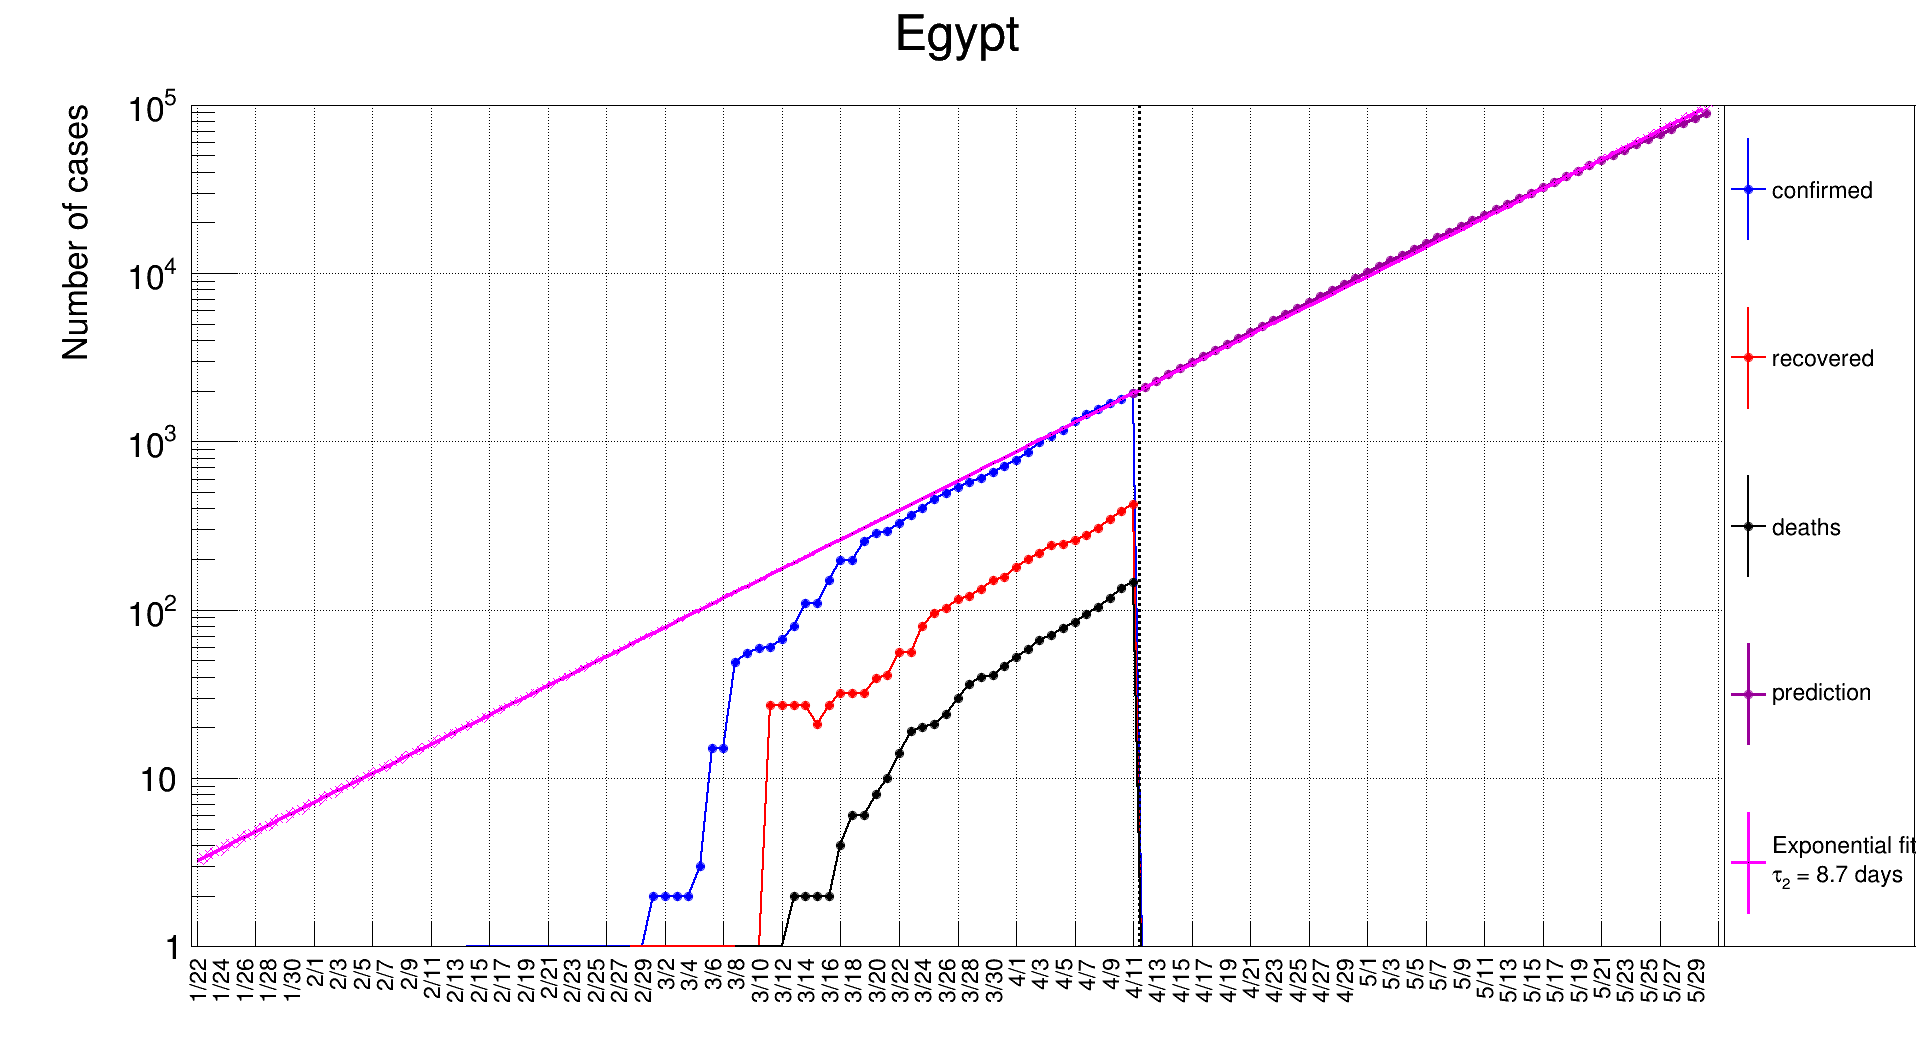 Egypt
Number of cases
10^5
10^4
10^3
10^2
10
1
1/22 1/24 1/26 1/28 1/30 2/1 2/3 2/5 2/7 2/9 2/11 2/13 2/15 2/17 2/19 2/21 2/23 2/25 2/27 2/29 3/2 3/4 3/6 3/8 3/10 3/12 3/14 3/16 3/18 3/20 3/22 3/24 3/26 3/28 3/30 4/1 4/3 4/5 4/7 4/9 4/11 4/13 4/15 4/17 4/19 4/21 4/23 4/25 4/27 4/29 5/1 5/3 5/5 5/7 5/9 5/11 5/13 5/15 5/17 5/19 5/21 5/23 5/25 5/27 5/29
confirmed
recovered
deaths
prediction
Exponential fit
τ₂ = 8.7 days